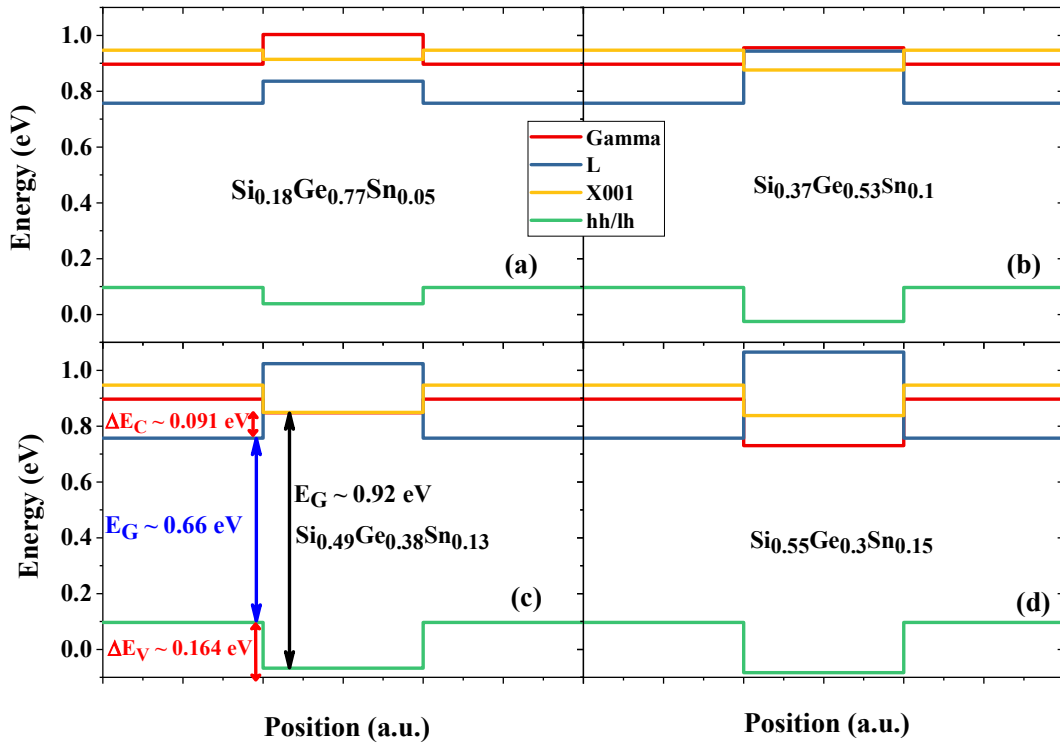 1.0
0.8
0.6
0.4
0.2
0.0
Energy (eV)
Si0.18Ge0.77Sn0.05
(a)
Gamma
L
X001
hh/lh
Si0.37Ge0.53Sn0.1
(b)
1.0
0.8
0.6
0.4
0.2
0.0
Energy (eV)
ΔEC ~ 0.091 eV
EG ~ 0.66 eV
ΔEV ~ 0.164 eV
EG ~ 0.92 eV
Si0.49Ge0.38Sn0.13
(c)
Si0.55Ge0.3Sn0.15
(d)
Position (a.u.)
Position (a.u.)